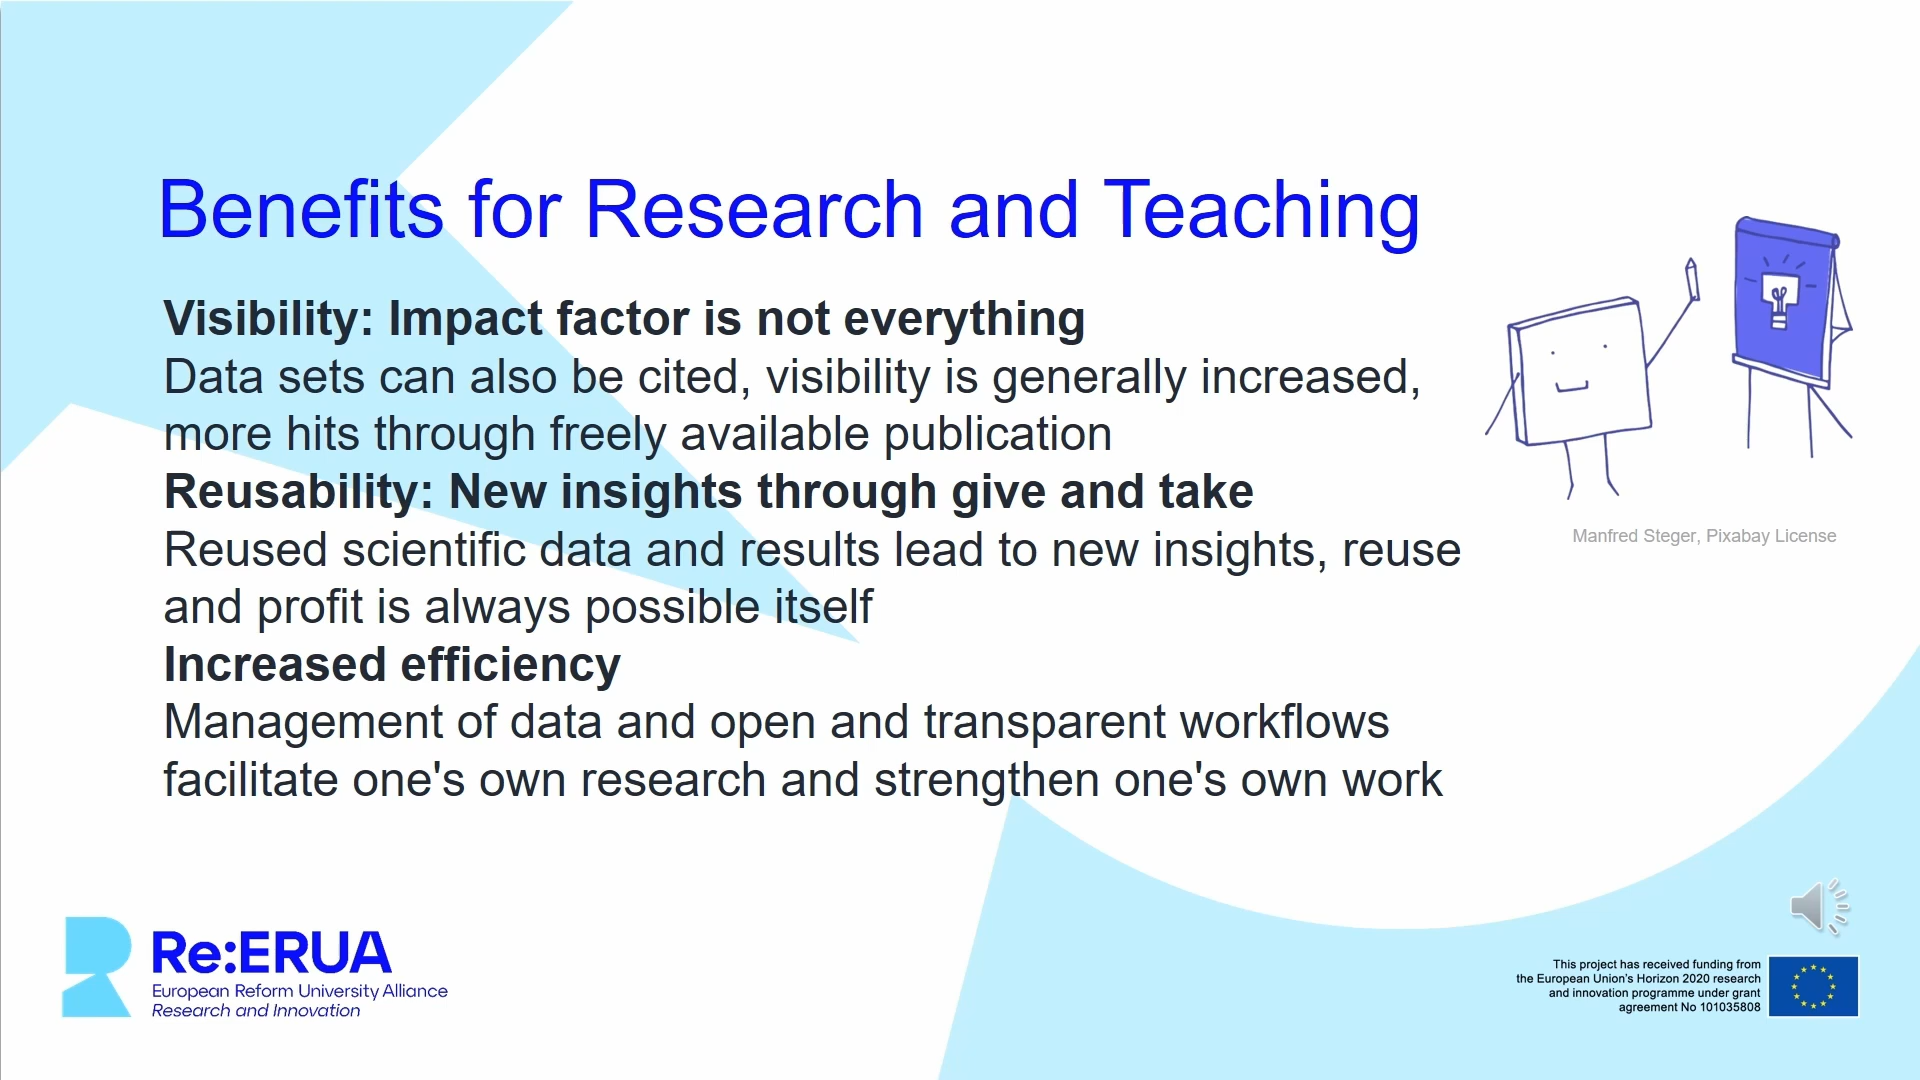 Benefits for Research and Teaching
Visibility: Impact factor is not everything
Data sets can also be cited, visibility is generally increased,
more hits through freely available publication
Reusability: New insights through give and take
Reused scientific data and results lead to new insights, reuse
and profit is always possible itself
Increased efficiency
Management of data and open and transparent workflows
facilitate one's own research and strengthen one's own work
Manfred Steger, Pixabay License
Re:ERUA
European Reform University Alliance
Research and Innovation
This project has received funding from
the European Union's Horizon 2020 research
and innovation programme under grant
agreement No 101035808